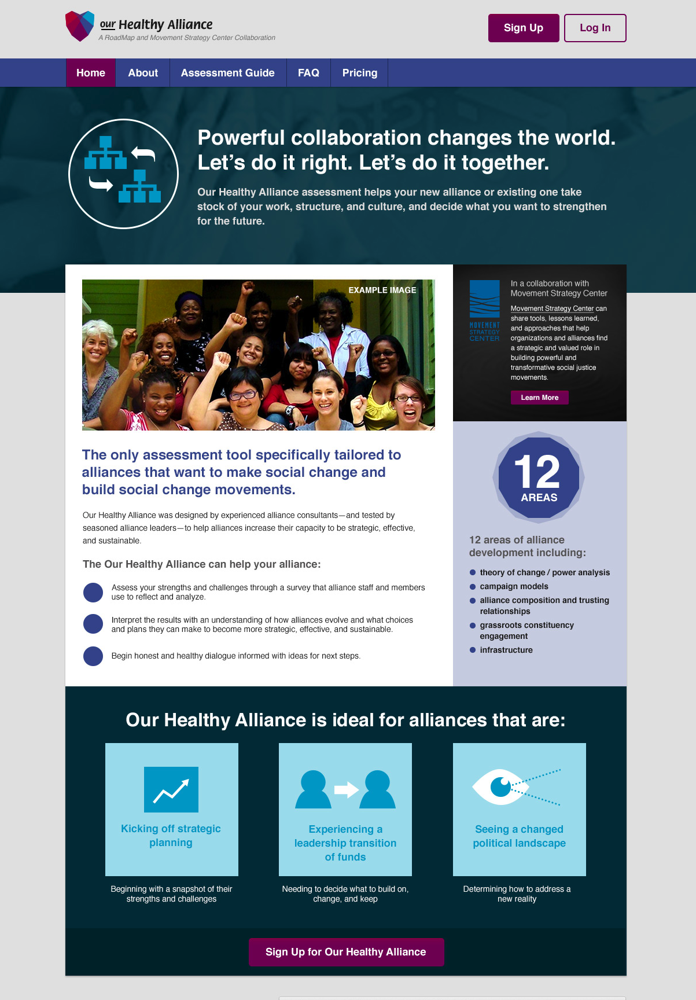 our Healthy Alliance
A RoadMap and Movement Strategy Center Collaboration
Sign Up
Log In
Home
About
Assessment Guide
FAQ
Pricing
Powerful collaboration changes the world.
Let’s do it right. Let’s do it together.
Our Healthy Alliance assessment helps your new alliance or existing one take
stock of your work, structure, and culture, and decide what you want to strengthen
for the future.
EXAMPLE IMAGE
The only assessment tool specifically tailored to
alliances that want to make social change and
build social change movements.
Our Healthy Alliance was designed by experienced alliance consultants—and tested by
seasoned alliance leaders—to help alliances increase their capacity to be strategic, effective,
and sustainable.
The Our Healthy Alliance can help your alliance:
Assess your strengths and challenges through a survey that alliance staff and members
use to reflect and analyze.
Interpret the results with an understanding of how alliances evolve and what choices
and plans they can make to become more strategic, effective, and sustainable.
Begin honest and healthy dialogue informed with ideas for next steps.
MOVEMENT
STRATEGY
CENTER
In a collaboration with
Movement Strategy Center
Movement Strategy Center can
share tools, lessons learned,
and approaches that help
organizations and alliances find
a strategic and valued role in
building powerful and
transformative social justice
movements.
Learn More
12
AREAS
12 areas of alliance
development including:
theory of change / power analysis
campaign models
alliance composition and trusting
relationships
grassroots constituency
engagement
infrastructure
Our Healthy Alliance is ideal for alliances that are:
Kicking off strategic
planning
Beginning with a snapshot of their
strengths and challenges
Experiencing a
leadership transition
of funds
Needing to decide what to build on,
change, and keep
Seeing a changed
political landscape
Determining how to address a
new reality
Sign Up for Our Healthy Alliance